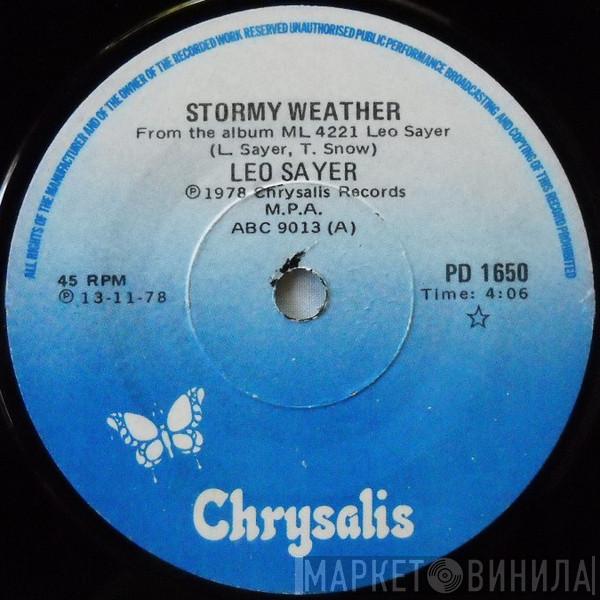 ALL RIGHTS OF THE MANUFACTURER AND OF THE OWNER OF THE RECORDED WORK RESERVED UNAUTHORISED PUBLIC PERFORMANCE BROADCASTING AND COPYING OF THIS RECORD PROHIBITED
STORMY WEATHER
From the album ML 4221 Leo Sayer
(L. Sayer, T. Snow)
LEO SAYER
℗ 1978 Chrysalis Records
M.P.A.
ABC 9013 (A)
45 RPM
℗ 13-11-78
PD 1650
Time: 4:06
Chrysalis
МАРКЕТ ВИНИЛА